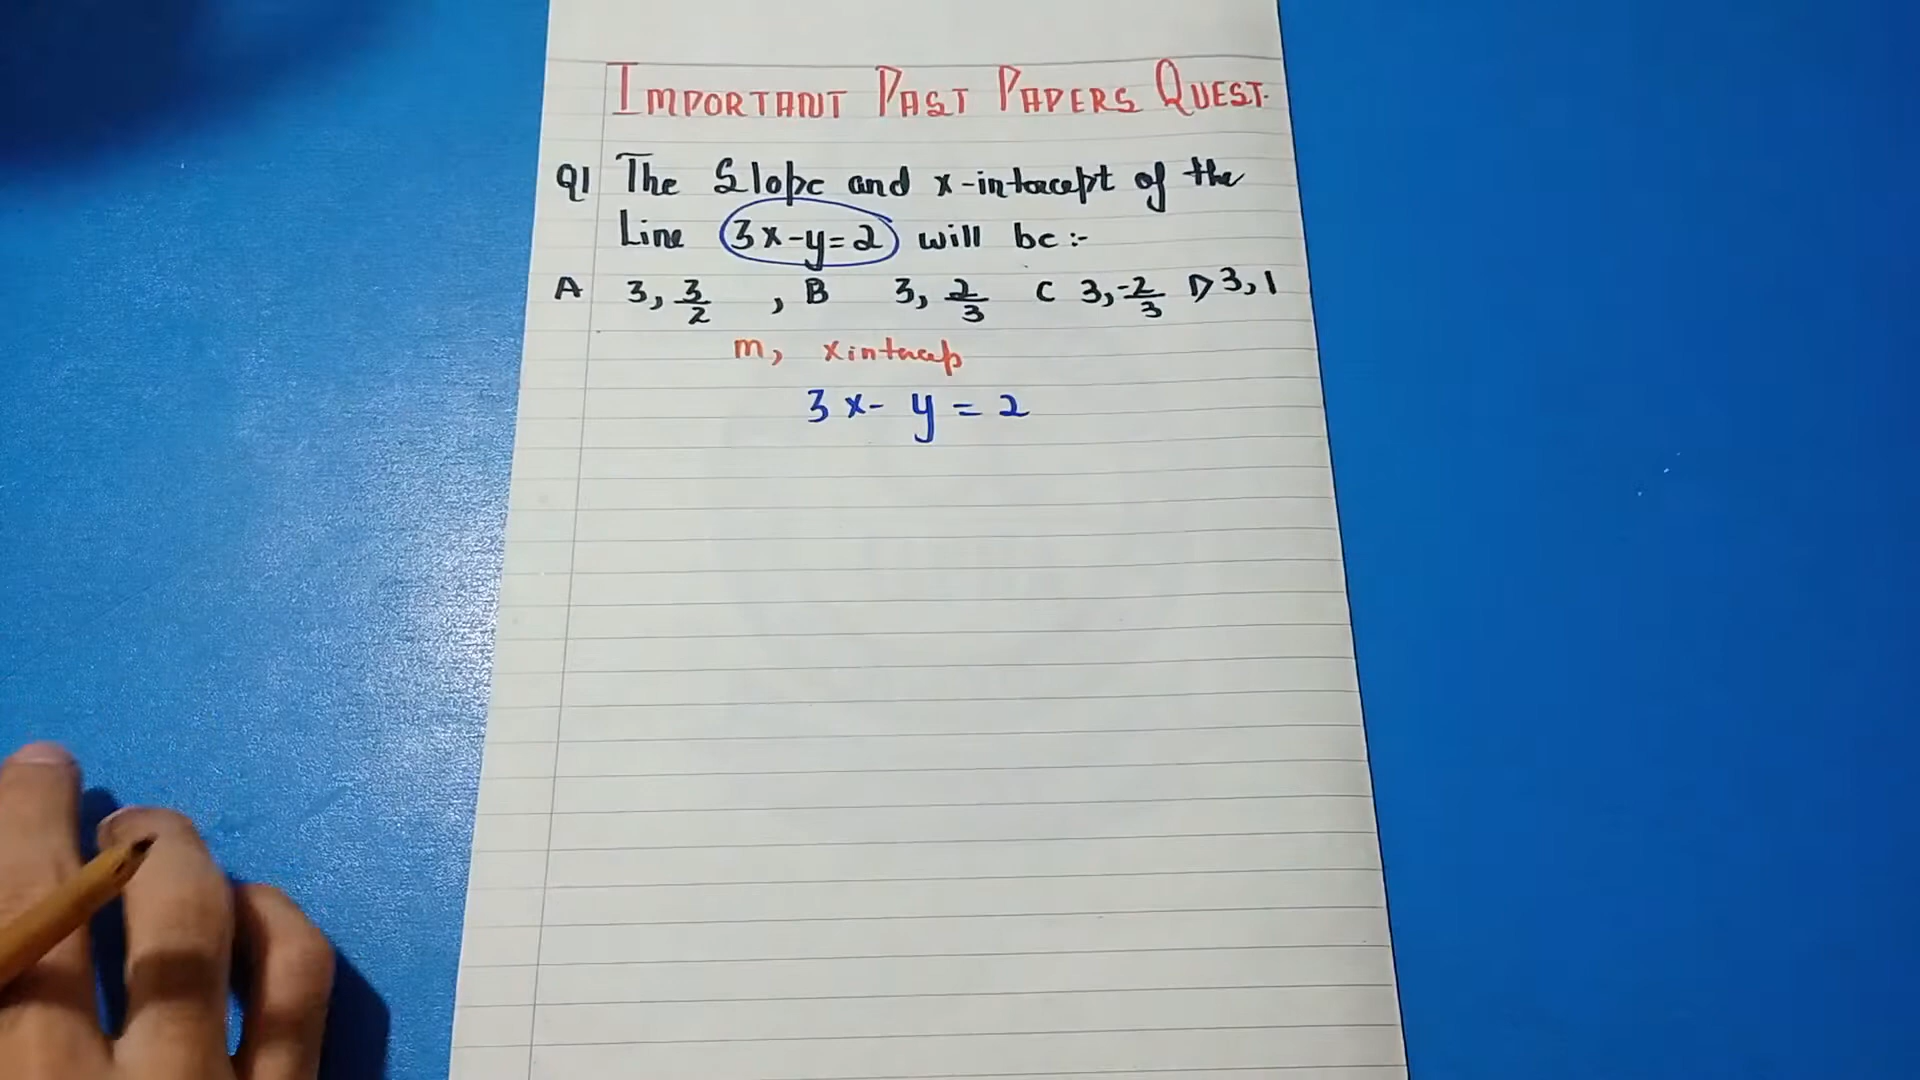 IMPORTANT PAST PAPERS QUEST.
Q1 The Slope and x-intercept of the
Line 3x-y=2 will be:-
A 3, 3/2 , B 3, 2/3 C 3, -2/3 D 3, 1
m, xintercep
3x- y = 2